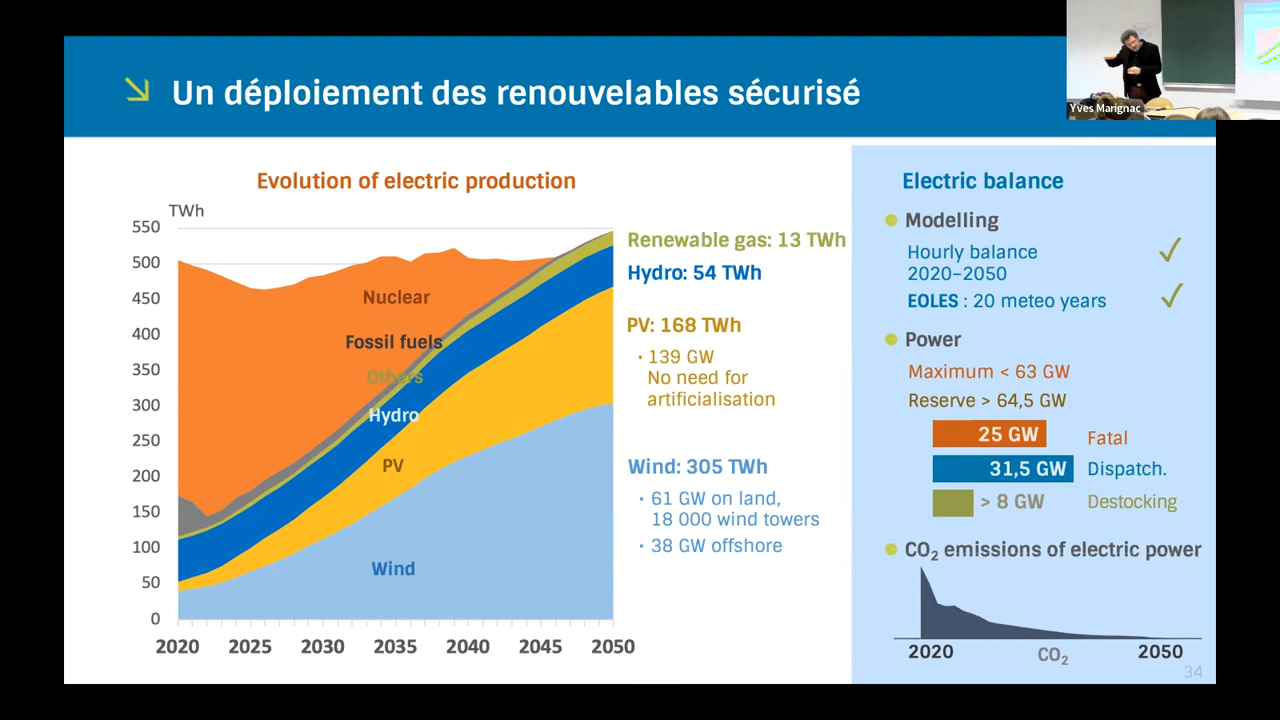 Un déploiement des renouvelables sécurisé
Yves Marignac
Evolution of electric production
TWh
550
500
450
400
350
300
250
200
150
100
50
0
2020
2025
2030
2035
2040
2045
2050
Nuclear
Fossil fuels
Others
Hydro
PV
Wind
Renewable gas: 13 TWh
Hydro: 54 TWh
PV: 168 TWh
• 139 GW
No need for
artificialisation
Wind: 305 TWh
• 61 GW on land,
18 000 wind towers
• 38 GW offshore
Electric balance
Modelling
Hourly balance
2020–2050
EOLES : 20 meteo years
Power
Maximum < 63 GW
Reserve > 64,5 GW
25 GW Fatal
31,5 GW Dispatch.
> 8 GW Destocking
CO₂ emissions of electric power
2020
CO₂
2050
34